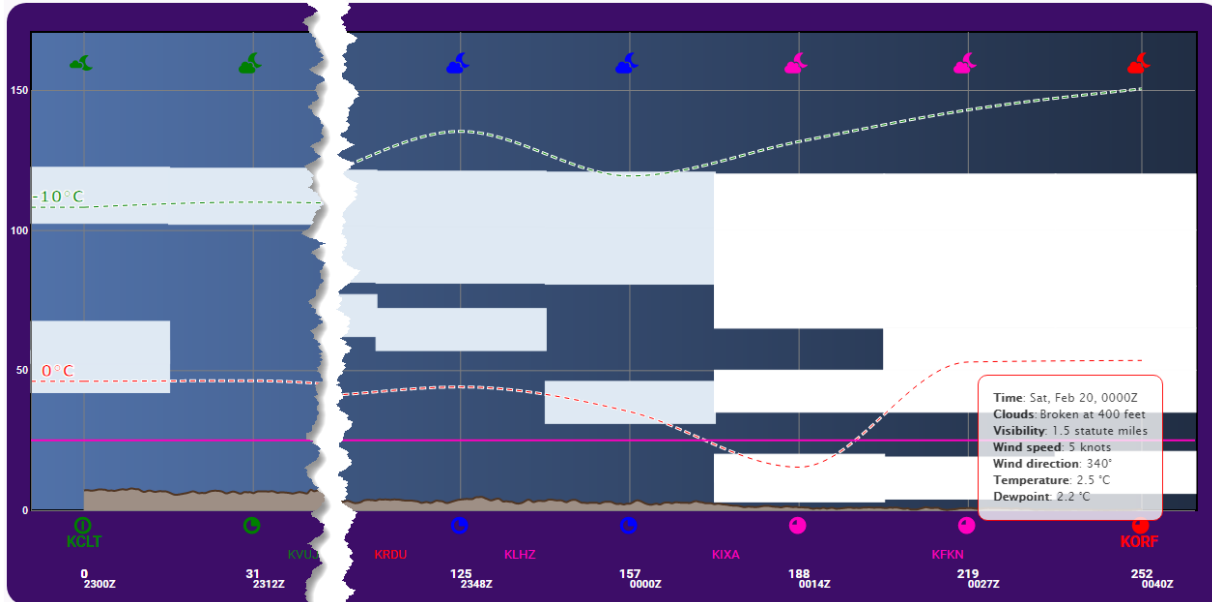 150
-10°C
100
50
0°C
0
Time: Sat, Feb 20, 0000Z
Clouds: Broken at 400 feet
Visibility: 1.5 statute miles
Wind speed: 5 knots
Wind direction: 340°
Temperature: 2.5 °C
Dewpoint: 2.2 °C
KCLT
KORF
KRDU KLHZ KIXA KFKN
0 31 125 157 188 219 252
2300Z 2312Z 2348Z 0000Z 0014Z 0027Z 0040Z